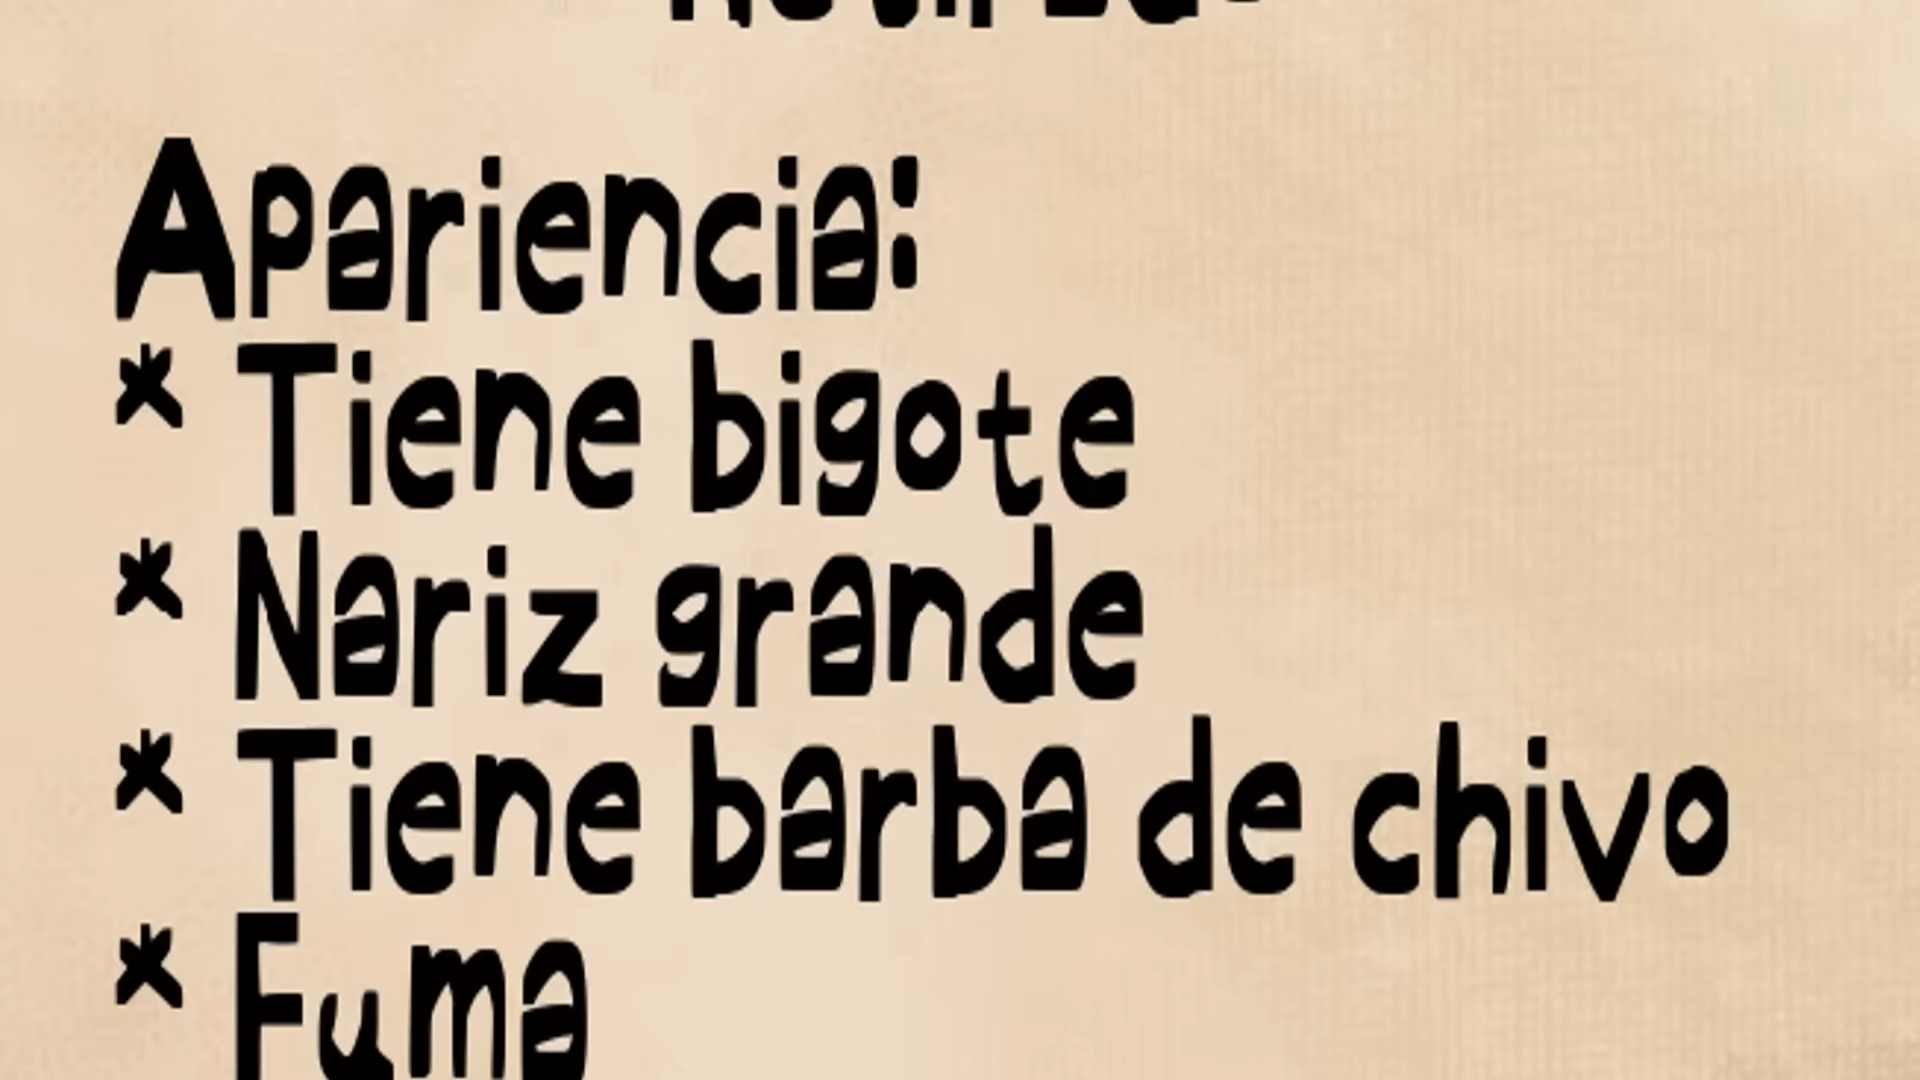 Apariencia:
* Tiene bigote
* Nariz grande
* Tiene barba de chivo
* Fuma